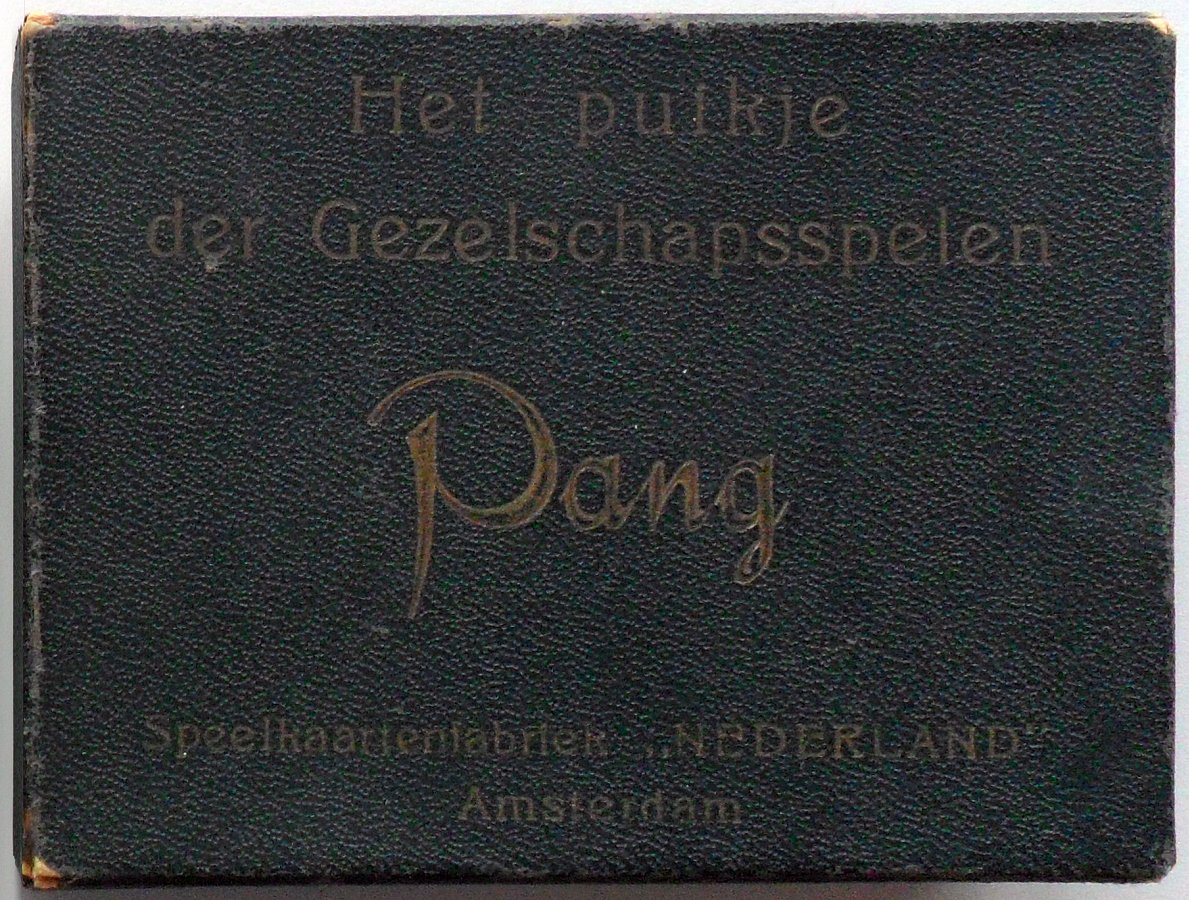 Het puikje
der Gezelschapsspelen
Pang
Speelkaartenfabriek „NEDERLAND"
Amsterdam